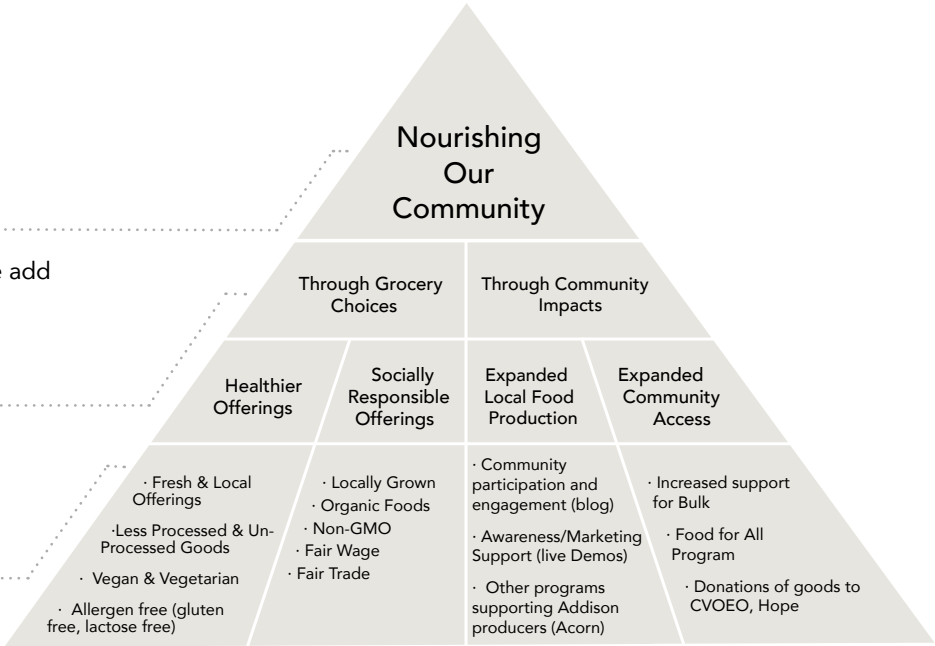 Nourishing
Our
Community
e add
Through Grocery
Choices
Through Community
Impacts
Healthier
Offerings
Socially
Responsible
Offerings
Expanded
Local Food
Production
Expanded
Community
Access
· Fresh & Local
Offerings
·Less Processed & Un-
Processed Goods
· Vegan & Vegetarian
· Allergen free (gluten
free, lactose free)
· Locally Grown
· Organic Foods
· Non-GMO
· Fair Wage
· Fair Trade
· Community
participation and
engagement (blog)
· Awareness/Marketing
Support (live Demos)
· Other programs
supporting Addison
producers (Acorn)
· Increased support
for Bulk
· Food for All
Program
· Donations of goods to
CVOEO, Hope